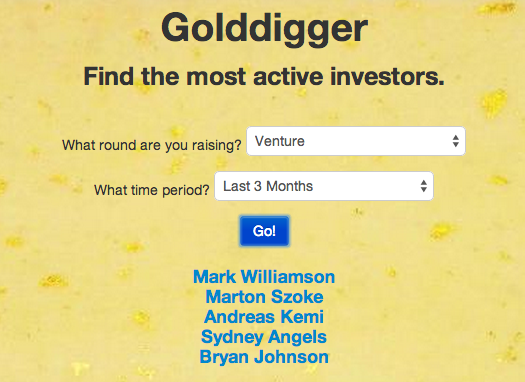 Golddigger
Find the most active investors.
What round are you raising? Venture
What time period? Last 3 Months
Go!
Mark Williamson
Marton Szoke
Andreas Kemi
Sydney Angels
Bryan Johnson